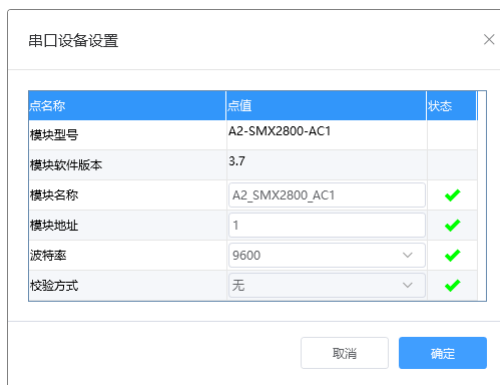 串口设备设置
点名称 点值 状态
模块型号 A2-SMX2800-AC1
模块软件版本 3.7
模块名称 A2_SMX2800_AC1
模块地址 1
波特率 9600
校验方式 无
取消 确定